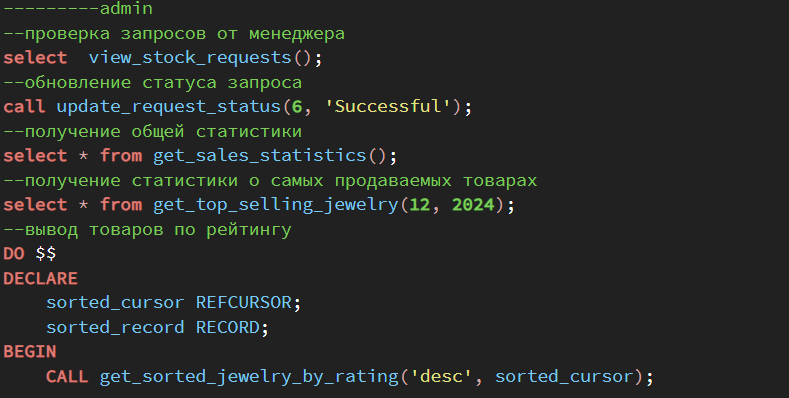 ---------admin
--проверка запросов от менеджера
select  view_stock_requests();
--обновление статуса запроса
call update_request_status(6, 'Successful');
--получение общей статистики
select * from get_sales_statistics();
--получение статистики о самых продаваемых товарах
select * from get_top_selling_jewelry(12, 2024);
--вывод товаров по рейтингу
DO $$
DECLARE
    sorted_cursor REFCURSOR;
    sorted_record RECORD;
BEGIN
    CALL get_sorted_jewelry_by_rating('desc', sorted_cursor);